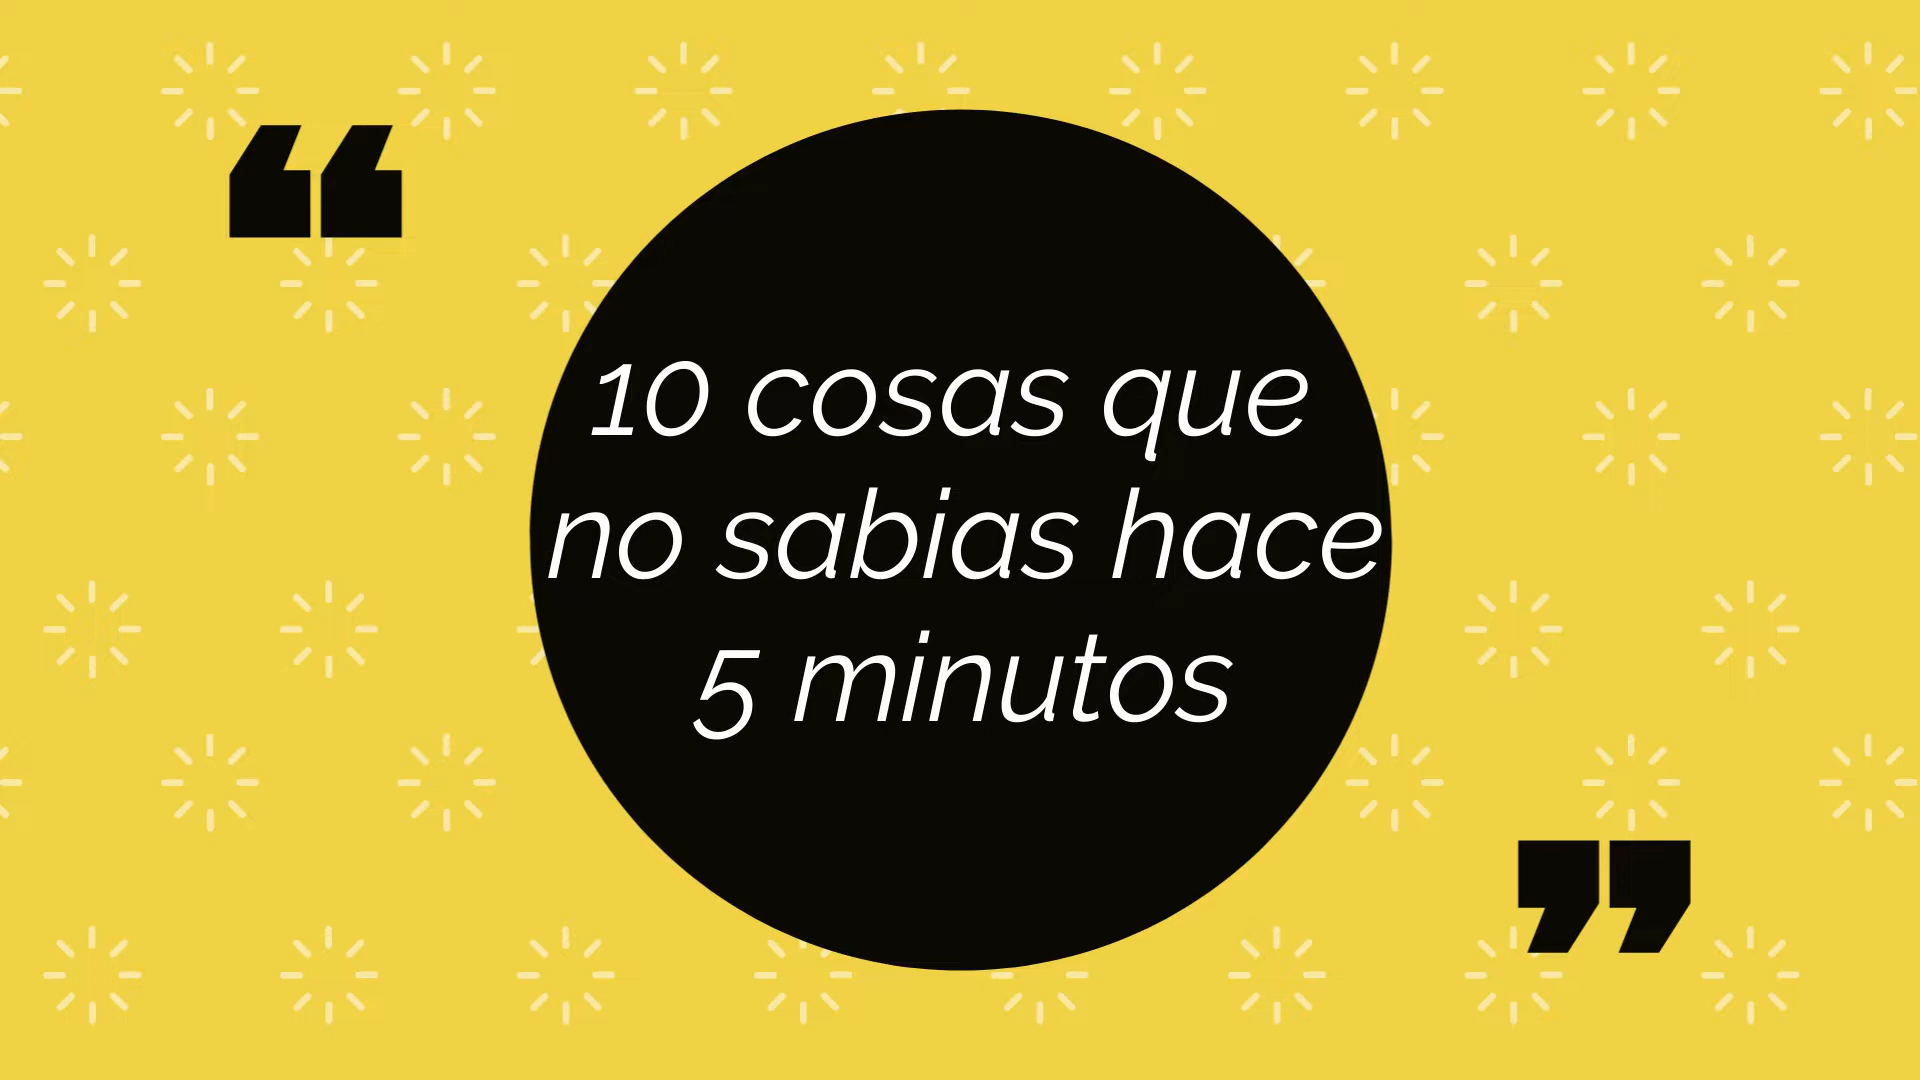 “
10 cosas que
no sabias hace
5 minutos
”